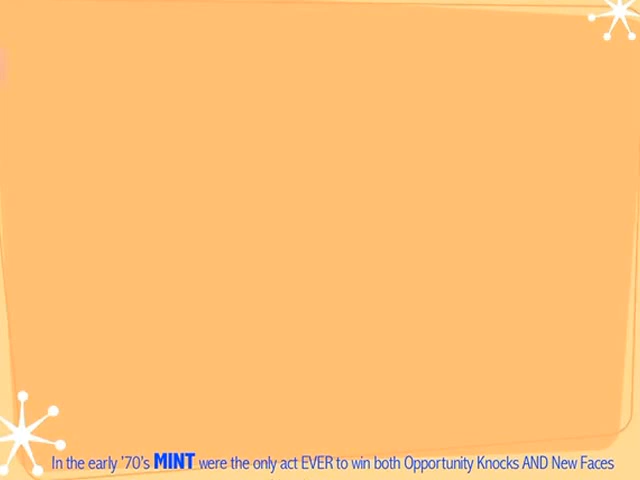 In the early '70's MINT were the only act EVER to win both Opportunity Knocks AND New Faces